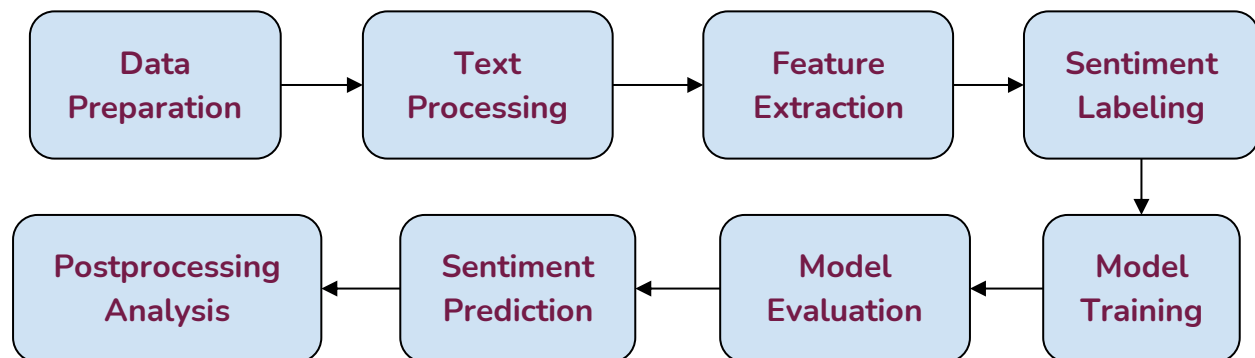 Data
Preparation
Text
Processing
Feature
Extraction
Sentiment
Labeling
Model
Training
Model
Evaluation
Sentiment
Prediction
Postprocessing
Analysis